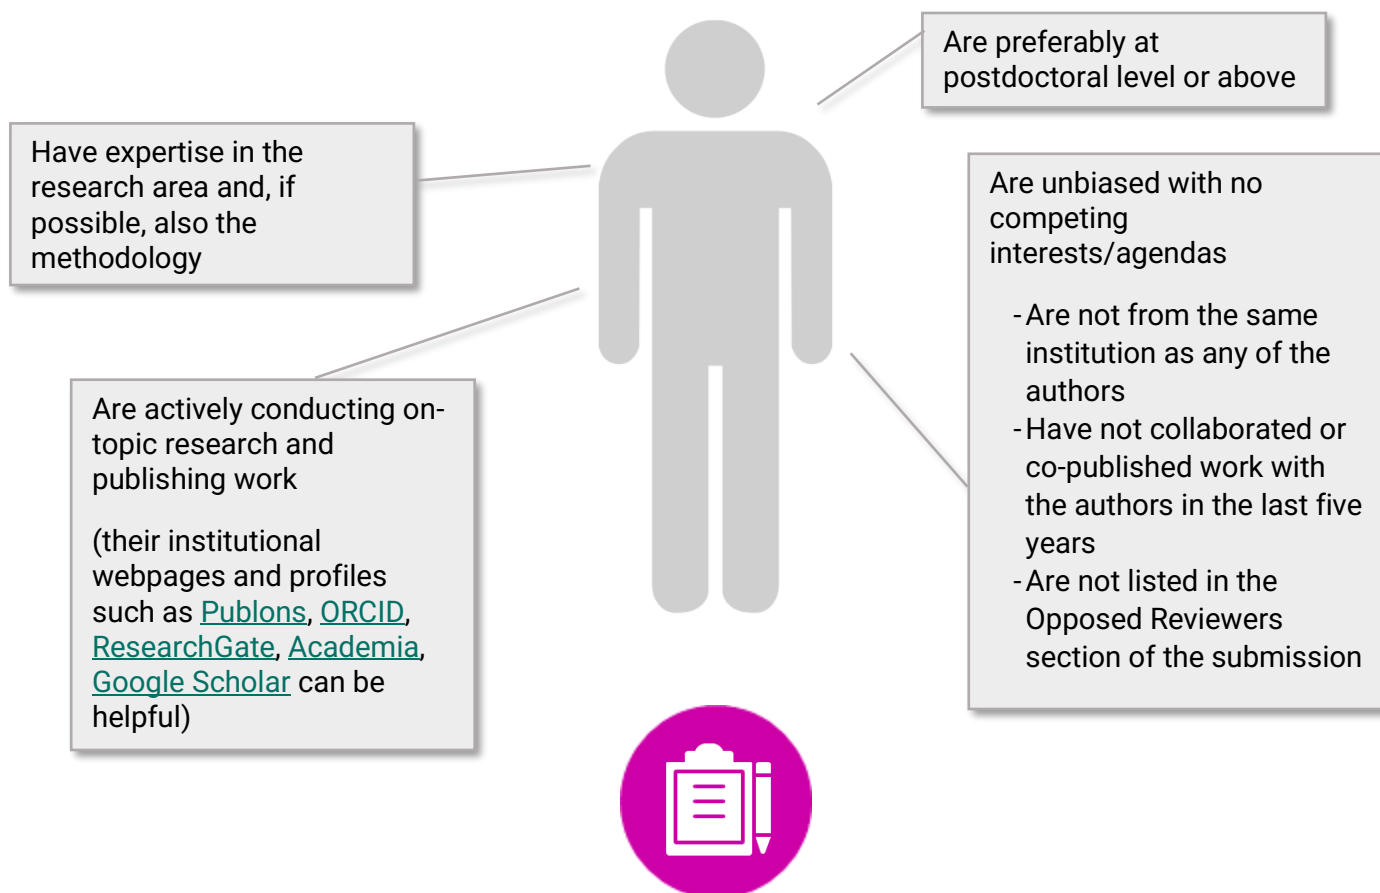 Are preferably at
postdoctoral level or above
Have expertise in the
research area and, if
possible, also the
methodology
Are unbiased with no
competing
interests/agendas
- Are not from the same
institution as any of the
authors
- Have not collaborated or
co-published work with
the authors in the last five
years
- Are not listed in the
Opposed Reviewers
section of the submission
Are actively conducting on-
topic research and
publishing work
(their institutional
webpages and profiles
such as Publons, ORCID,
ResearchGate, Academia,
Google Scholar can be
helpful)